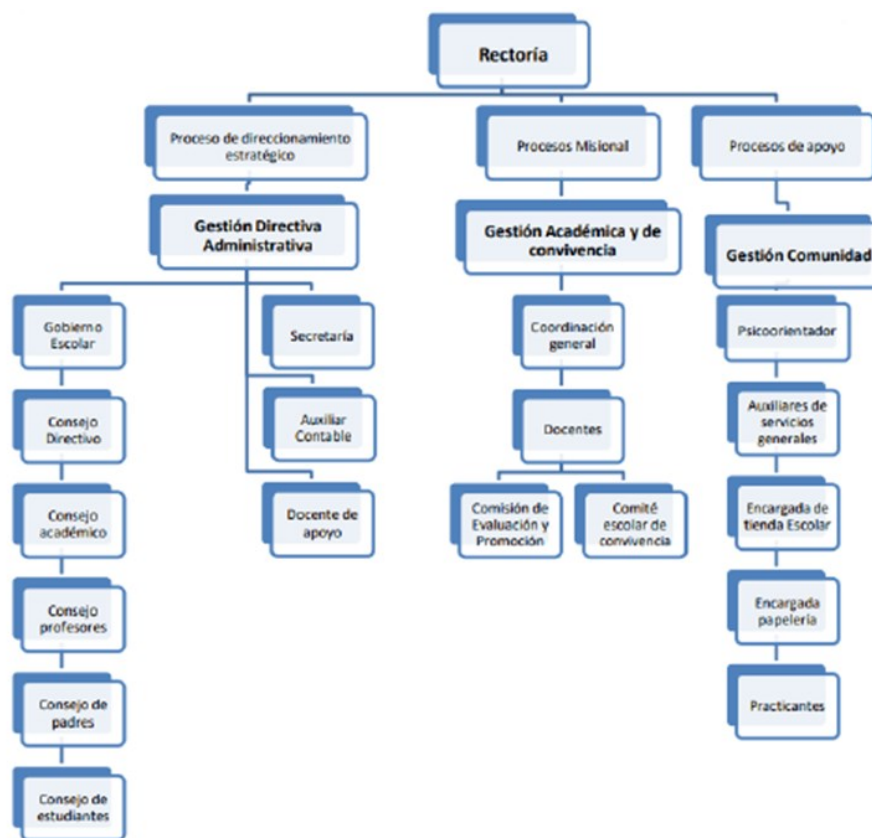 Rectoría
Proceso de direccionamiento
estratégico
Procesos Misional
Procesos de apoyo
Gestión Directiva
Administrativa
Gestión Académica y de
convivencia
Gestión Comunidad
Gobierno
Escolar
Secretaría
Coordinación
general
Psicoorientador
Consejo
Directivo
Auxiliar
Contable
Docentes
Auxiliares de
servicios
generales
Consejo
académico
Docente de
apoyo
Comisión de
Evaluación y
Promoción
Comité
escolar de
convivencia
Encargada de
tienda Escolar
Consejo
profesores
Encargada
papelería
Consejo de
padres
Practicantes
Consejo de
estudiantes